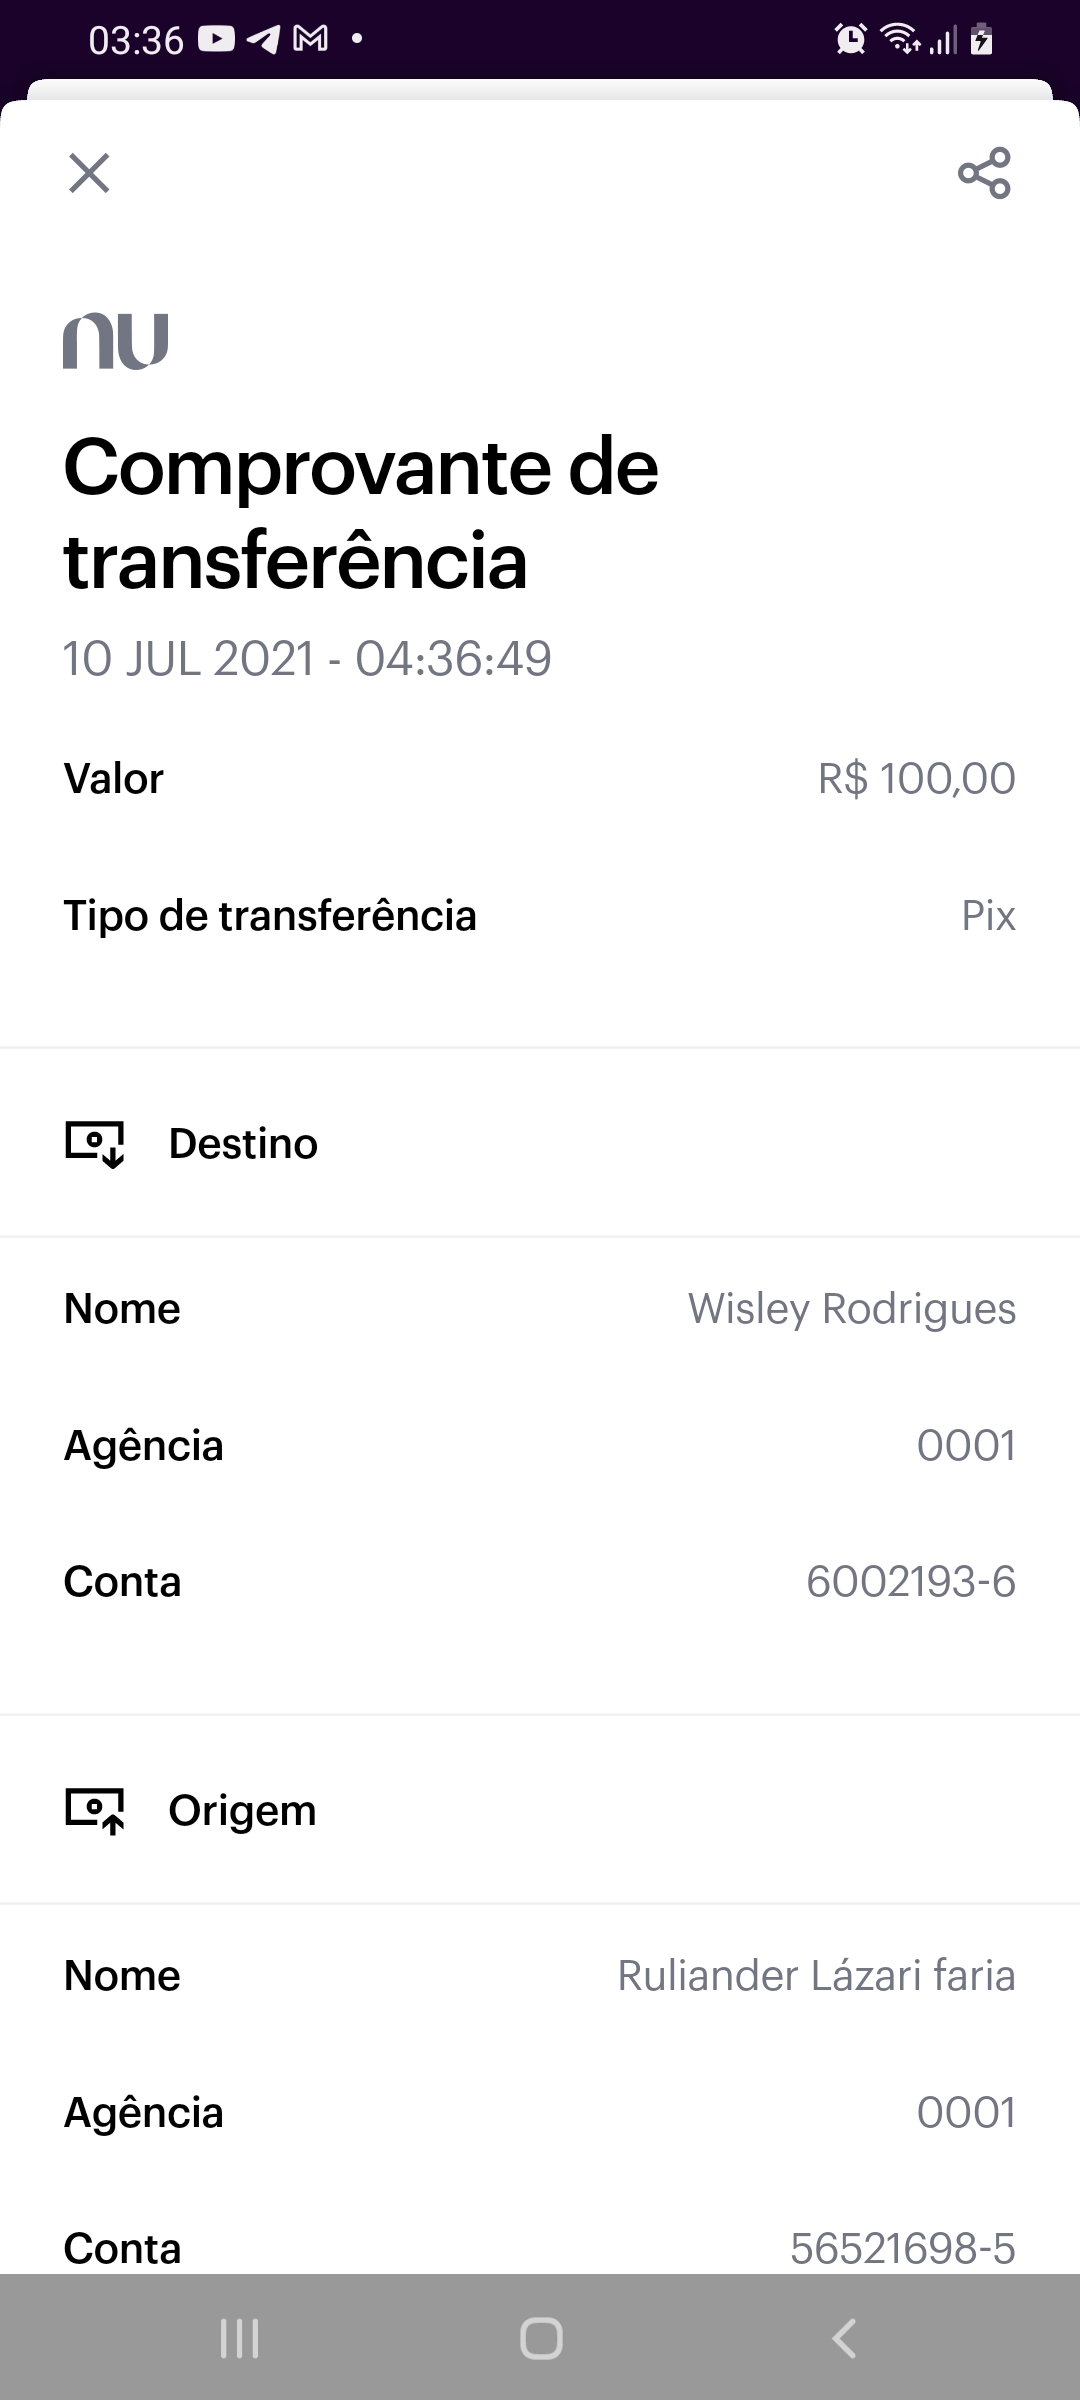 03:36
nu
Comprovante de
transferência
10 JUL 2021 - 04:36:49
Valor R$ 100,00
Tipo de transferência Pix
Destino
Nome Wisley Rodrigues
Agência 0001
Conta 6002193-6
Origem
Nome Ruliander Lázari faria
Agência 0001
Conta 56521698-5